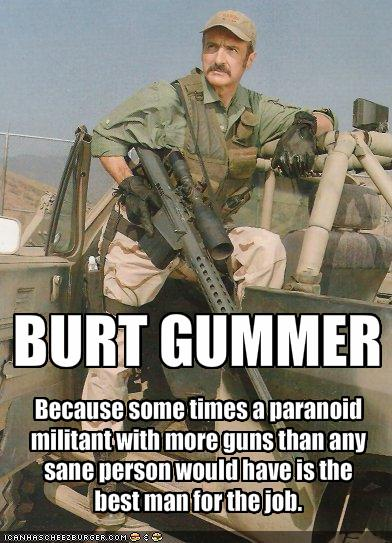 BURT GUMMER
Because some times a paranoid
militant with more guns than any
sane person would have is the
best man for the job.
ICANHASCHEEZBURGER.COM